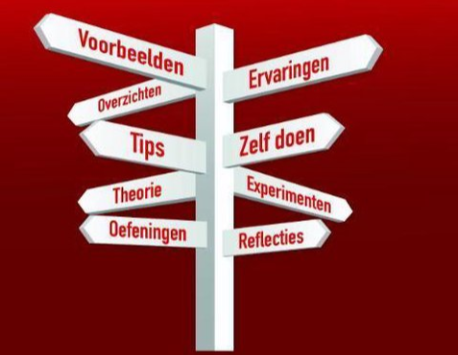 Voorbeelden
Overzichten
Tips
Theorie
Oefeningen
Ervaringen
Zelf doen
Experimenten
Reflecties